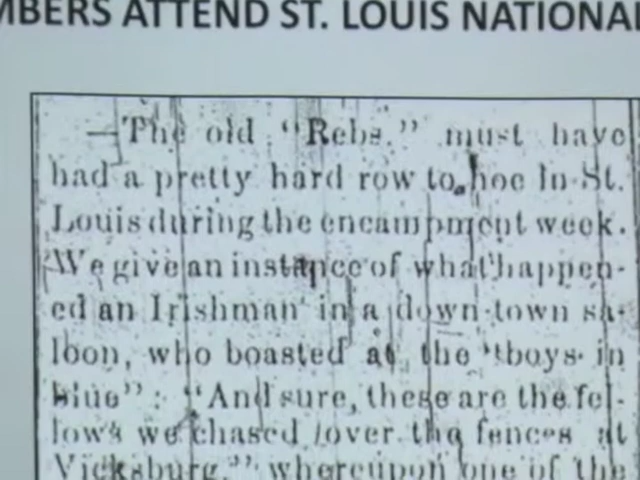 MBERS ATTEND ST. LOUIS NATIONA
—The old "Rebs." must have
had a pretty hard row to hoe in St.
Louis during the encampment week.
We give an instance of what happen-
ed an Irishman in a down-town sa-
loon, who boasted at the "boys in
blue": "And sure, these are the fel-
lows we chased over the fences at
Vicksburg," whereupon one of the